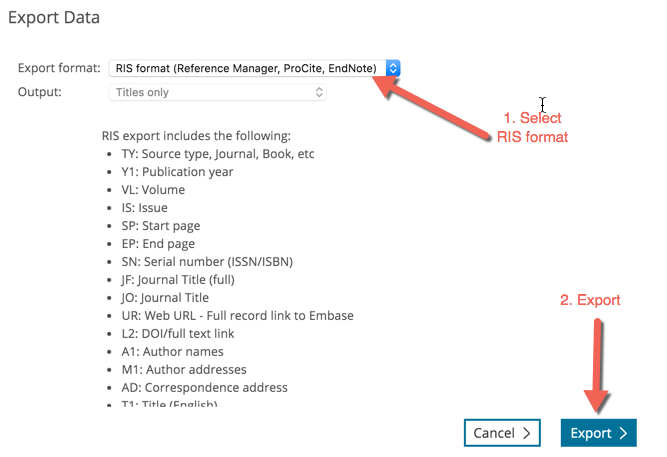 Export Data
Export format: RIS format (Reference Manager, ProCite, EndNote)
Output: Titles only
1. Select
RIS format
RIS export includes the following:
• TY: Source type, Journal, Book, etc
• Y1: Publication year
• VL: Volume
• IS: Issue
• SP: Start page
• EP: End page
• SN: Serial number (ISSN/ISBN)
• JF: Journal Title (full)
• JO: Journal Title
• UR: Web URL - Full record link to Embase
• L2: DOI/full text link
• A1: Author names
• M1: Author addresses
• AD: Correspondence address
• T1: Title (English)
2. Export
Cancel
Export